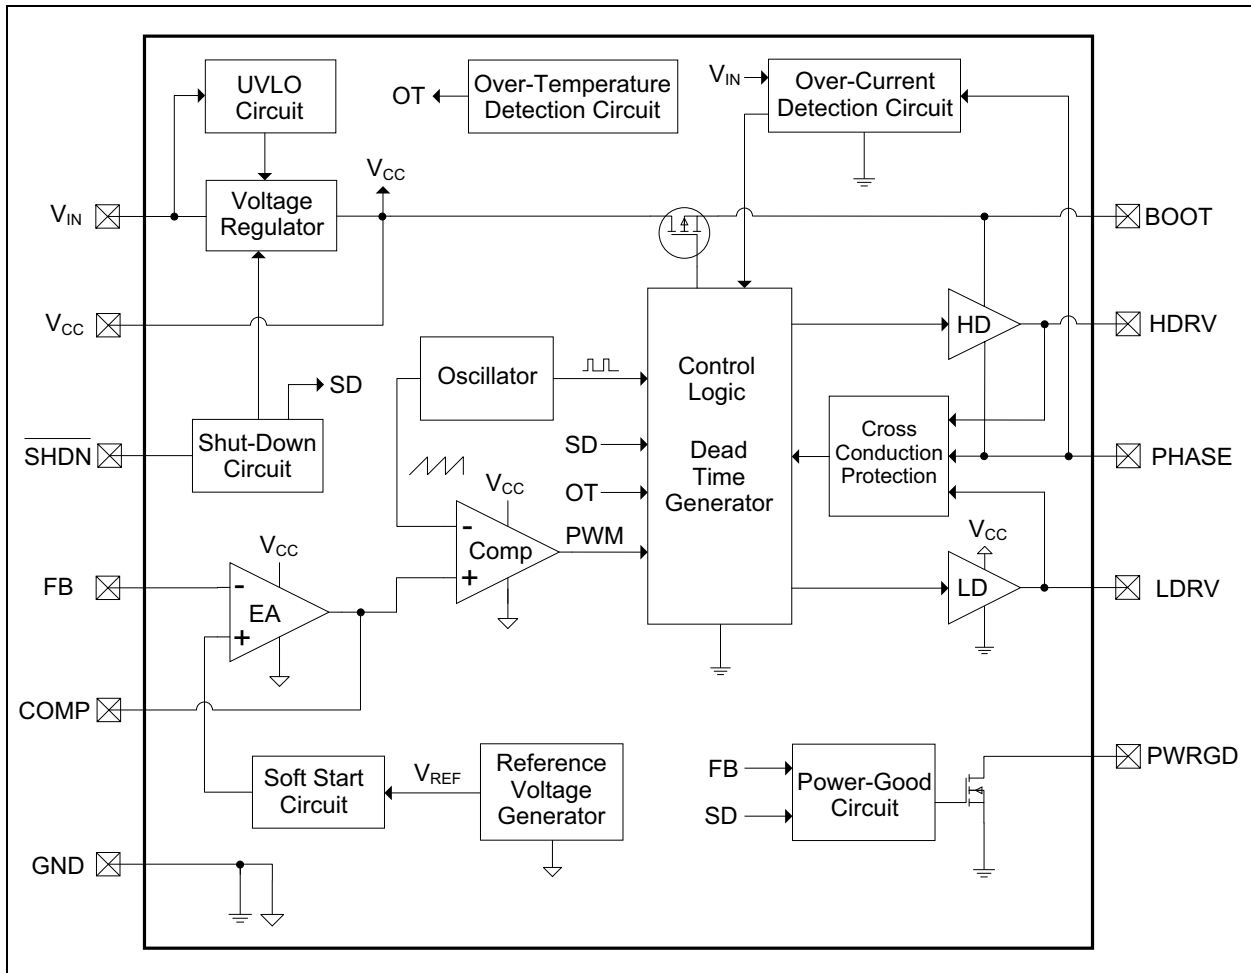 UVLO
Circuit
OT
Over-Temperature
Detection Circuit
VIN
Over-Current
Detection Circuit
VCC
VIN
Voltage
Regulator
BOOT
VCC
HD
HDRV
Oscillator
Control
Logic
SD
SHDN
Shut-Down
Circuit
SD
Cross
Conduction
Protection
PHASE
Dead
Time
Generator
VCC
OT
PWM
-
Comp
+
VCC
VCC
FB
-
EA
+
LD
LDRV
COMP
Soft Start
Circuit
VREF
Reference
Voltage
Generator
FB
SD
Power-Good
Circuit
PWRGD
GND